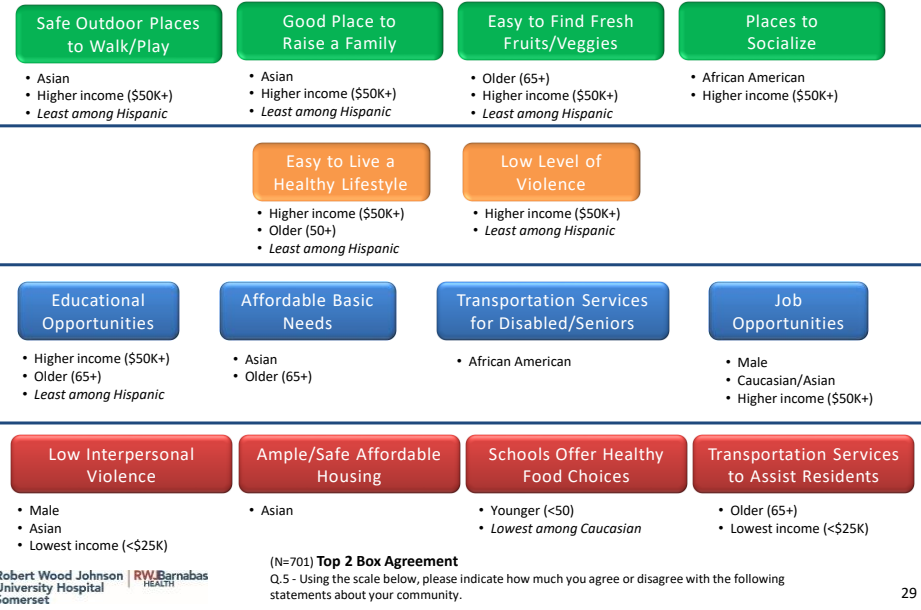 Safe Outdoor Places
to Walk/Play
• Asian
• Higher income ($50K+)
• Least among Hispanic
Good Place to
Raise a Family
• Asian
• Higher income ($50K+)
• Least among Hispanic
Easy to Find Fresh
Fruits/Veggies
• Older (65+)
• Higher income ($50K+)
• Least among Hispanic
Places to
Socialize
• African American
• Higher income ($50K+)
Easy to Live a
Healthy Lifestyle
• Higher income ($50K+)
• Older (50+)
• Least among Hispanic
Low Level of
Violence
• Higher income ($50K+)
• Least among Hispanic
Educational
Opportunities
• Higher income ($50K+)
• Older (65+)
• Least among Hispanic
Affordable Basic
Needs
• Asian
• Older (65+)
Transportation Services
for Disabled/Seniors
• African American
Job
Opportunities
• Male
• Caucasian/Asian
• Higher income ($50K+)
Low Interpersonal
Violence
• Male
• Asian
• Lowest income (<$25K)
Ample/Safe Affordable
Housing
• Asian
Schools Offer Healthy
Food Choices
• Younger (<50)
• Lowest among Caucasian
Transportation Services
to Assist Residents
• Older (65+)
• Lowest income (<$25K)
Robert Wood Johnson | RWJBarnabas
HEALTH
University Hospital
Somerset
(N=701) Top 2 Box Agreement
Q.5 - Using the scale below, please indicate how much you agree or disagree with the following
statements about your community.
29